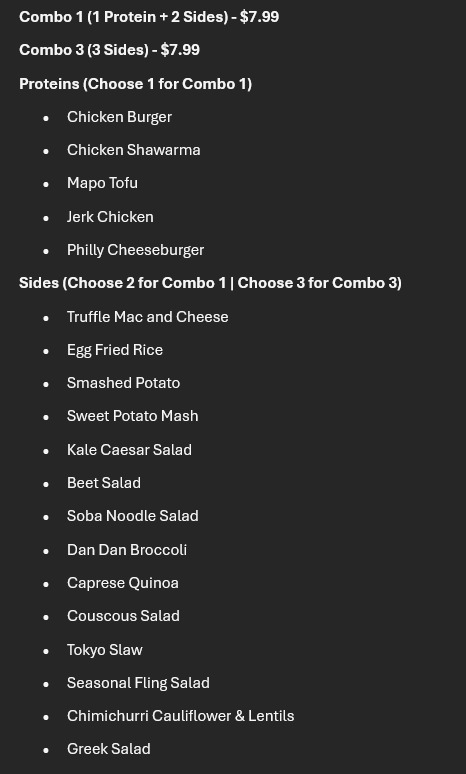 Combo 1 (1 Protein + 2 Sides) - $7.99
Combo 3 (3 Sides) - $7.99
Proteins (Choose 1 for Combo 1)
• Chicken Burger
• Chicken Shawarma
• Mapo Tofu
• Jerk Chicken
• Philly Cheeseburger
Sides (Choose 2 for Combo 1 | Choose 3 for Combo 3)
• Truffle Mac and Cheese
• Egg Fried Rice
• Smashed Potato
• Sweet Potato Mash
• Kale Caesar Salad
• Beet Salad
• Soba Noodle Salad
• Dan Dan Broccoli
• Caprese Quinoa
• Couscous Salad
• Tokyo Slaw
• Seasonal Fling Salad
• Chimichurri Cauliflower & Lentils
• Greek Salad